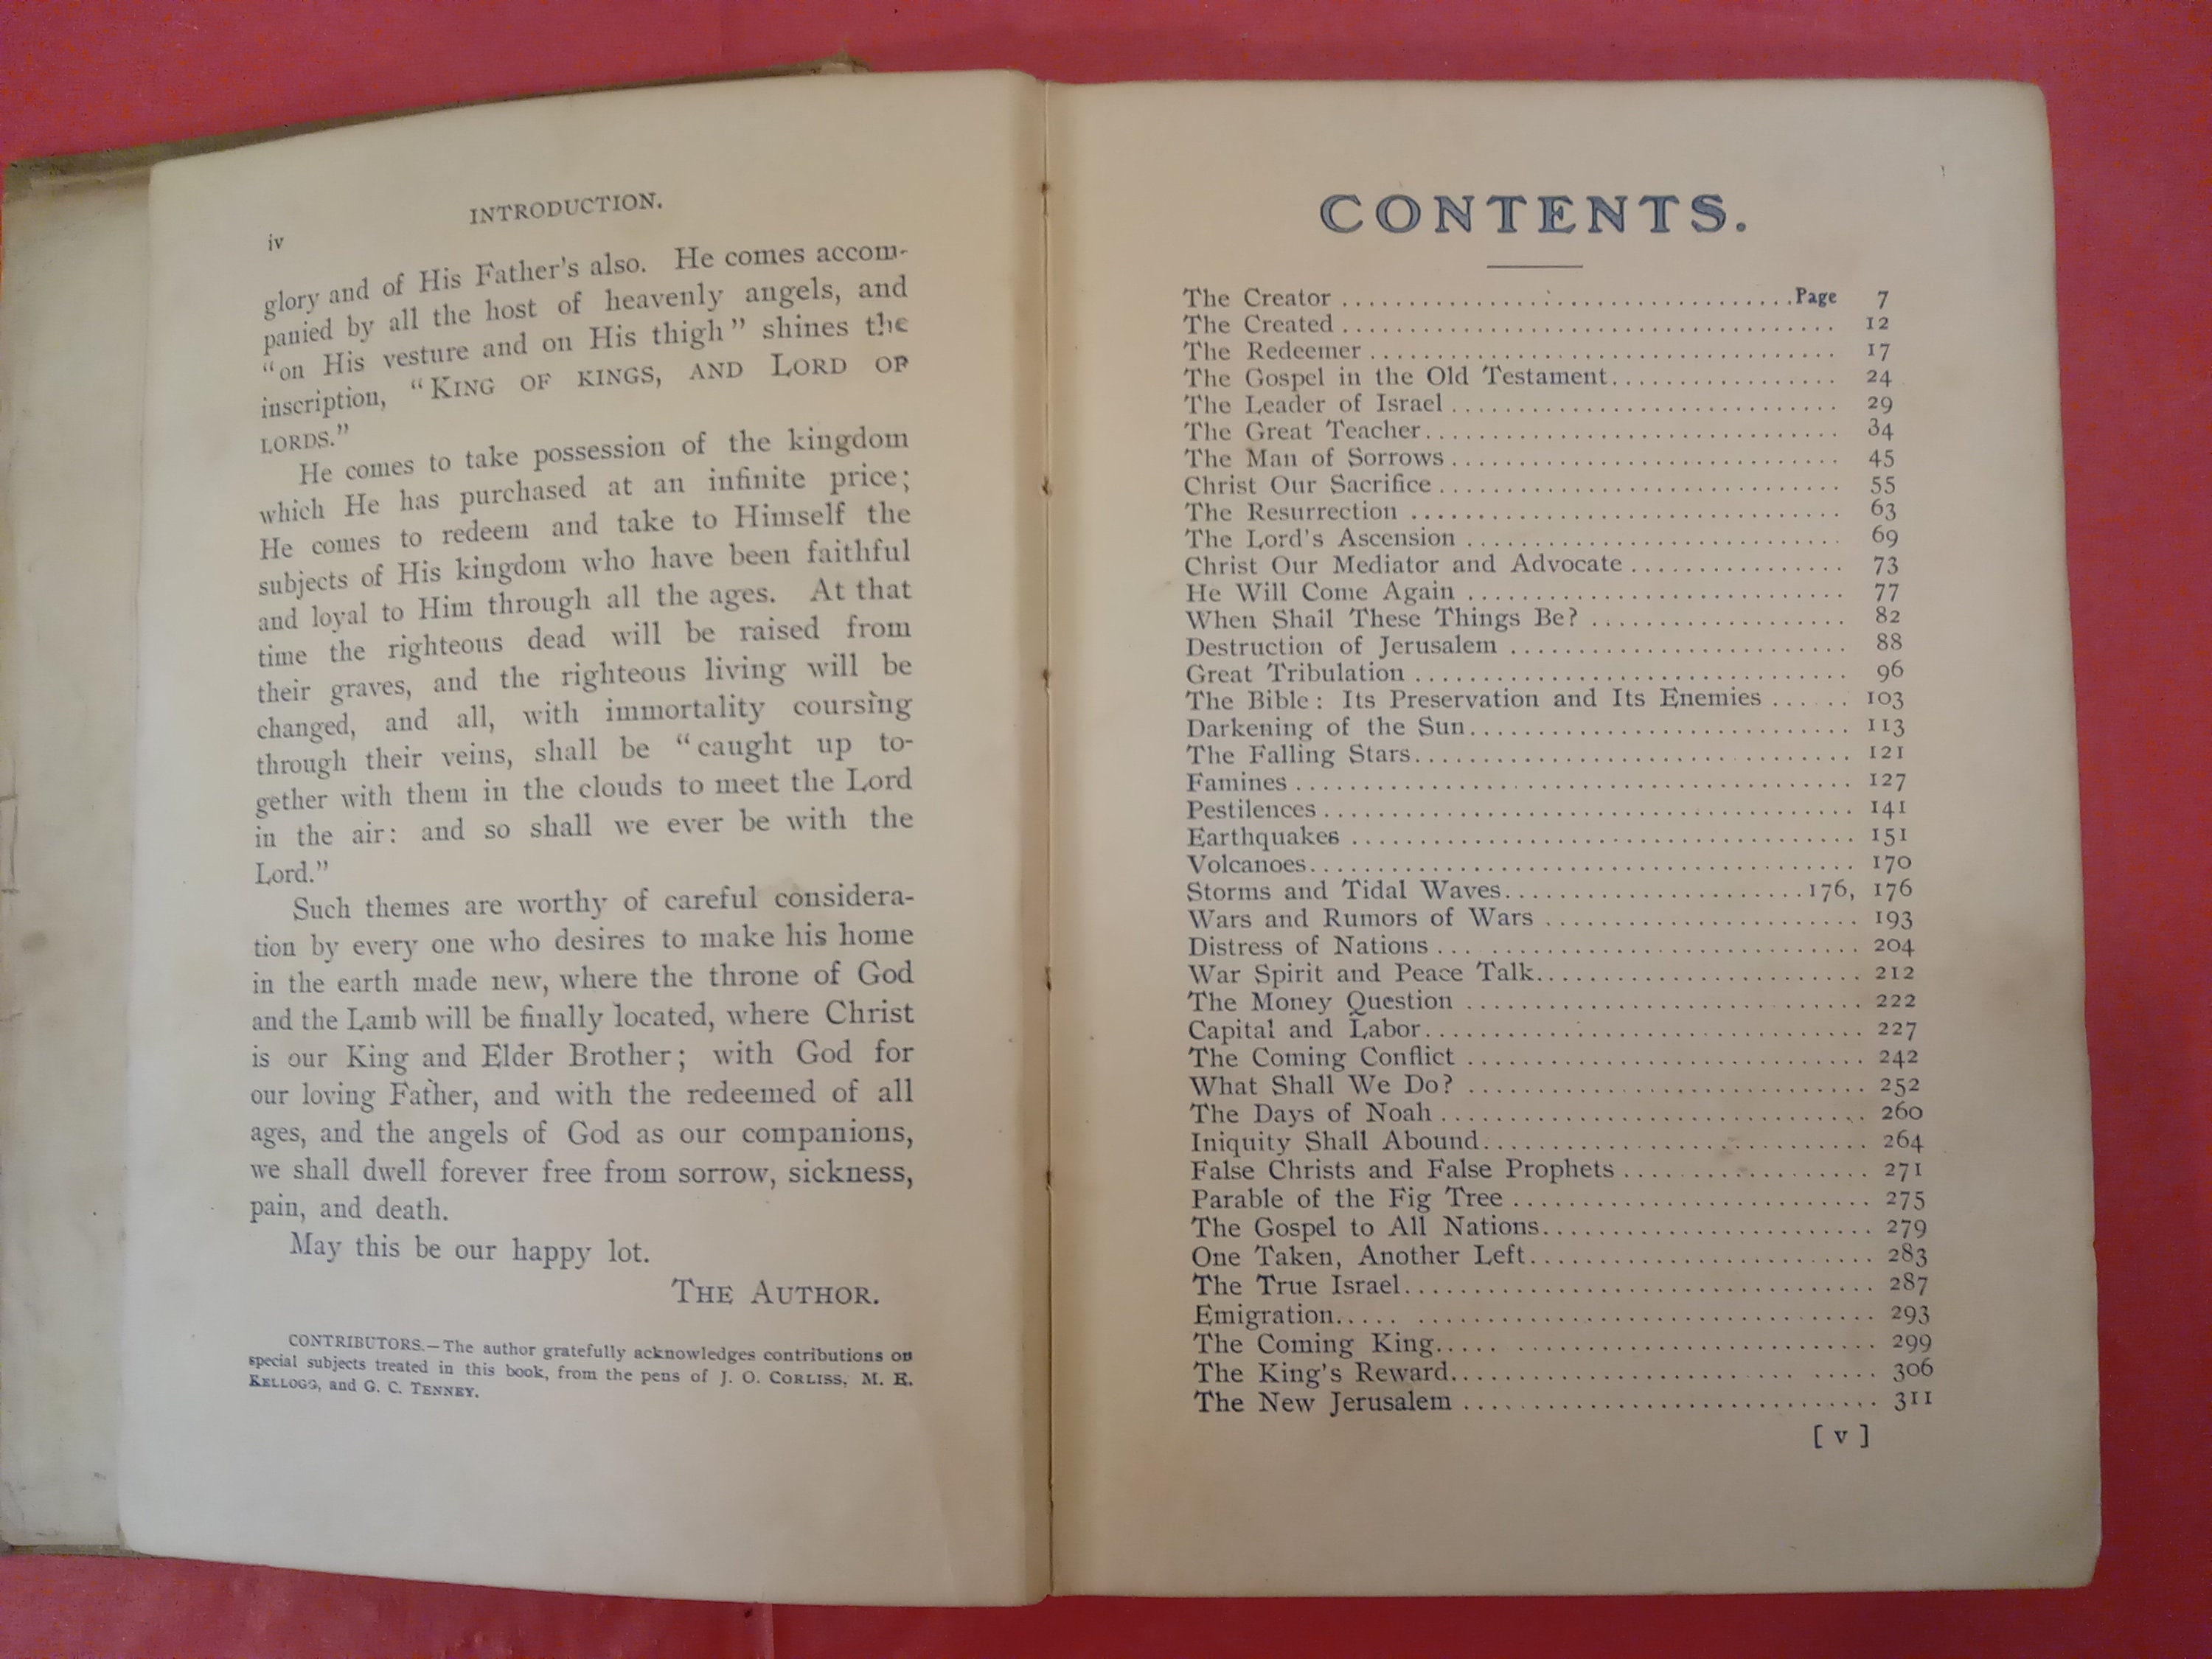 iv
INTRODUCTION.
glory and of His Father's also. He comes accom-
panied by all the host of heavenly angels, and
"on His vesture and on His thigh" shines the
inscription, "KING OF KINGS, AND LORD OF
LORDS."
He comes to take possession of the kingdom
which He has purchased at an infinite price;
He comes to redeem and take to Himself the
subjects of His kingdom who have been faithful
and loyal to Him through all the ages. At that
time the righteous dead will be raised from
their graves, and the righteous living will be
changed, and all, with immortality coursing
through their veins, shall be "caught up to-
gether with them in the clouds to meet the Lord
in the air: and so shall we ever be with the
Lord."
Such themes are worthy of careful considera-
tion by every one who desires to make his home
in the earth made new, where the throne of God
and the Lamb will be finally located, where Christ
is our King and Elder Brother; with God for
our loving Father, and with the redeemed of all
ages, and the angels of God as our companions,
we shall dwell forever free from sorrow, sickness,
pain, and death.
May this be our happy lot.
THE AUTHOR.
CONTRIBUTORS.—The author gratefully acknowledges contributions on
special subjects treated in this book, from the pens of J. O. CORLISS, M. E.
KELLOGG, and G. C. TENNEY.
CONTENTS.
The Creator ........................................ Page 7
The Created ........................................ 12
The Redeemer ........................................ 17
The Gospel in the Old Testament ................. 24
The Leader of Israel ............................. 29
The Great Teacher ............................... 34
The Man of Sorrows ............................. 45
Christ Our Sacrifice .............................. 55
The Resurrection ................................ 63
The Lord's Ascension ............................ 69
Christ Our Mediator and Advocate ................ 73
He Will Come Again ............................ 77
When Shall These Things Be? ................... 82
Destruction of Jerusalem ......................... 88
Great Tribulation ................................ 96
The Bible: Its Preservation and Its Enemies ...... 103
Darkening of the Sun ............................. 113
The Falling Stars ................................ 121
Famines ........................................ 127
Pestilences ...................................... 141
Earthquakes ..................................... 151
Volcanoes ....................................... 170
Storms and Tidal Waves ...................... 176, 176
Wars and Rumors of Wars ....................... 193
Distress of Nations ............................... 204
War Spirit and Peace Talk ........................ 212
The Money Question ............................. 222
Capital and Labor ................................ 227
The Coming Conflict ............................. 242
What Shall We Do? ............................. 252
The Days of Noah ............................... 260
Iniquity Shall Abound ............................ 264
False Christs and False Prophets .................. 271
Parable of the Fig Tree ........................... 275
The Gospel to All Nations ........................ 279
One Taken, Another Left ......................... 283
The True Israel .................................. 287
Emigration ...................................... 293
The Coming King ................................ 299
The King's Reward ............................... 306
The New Jerusalem .............................. 311
[ v ]